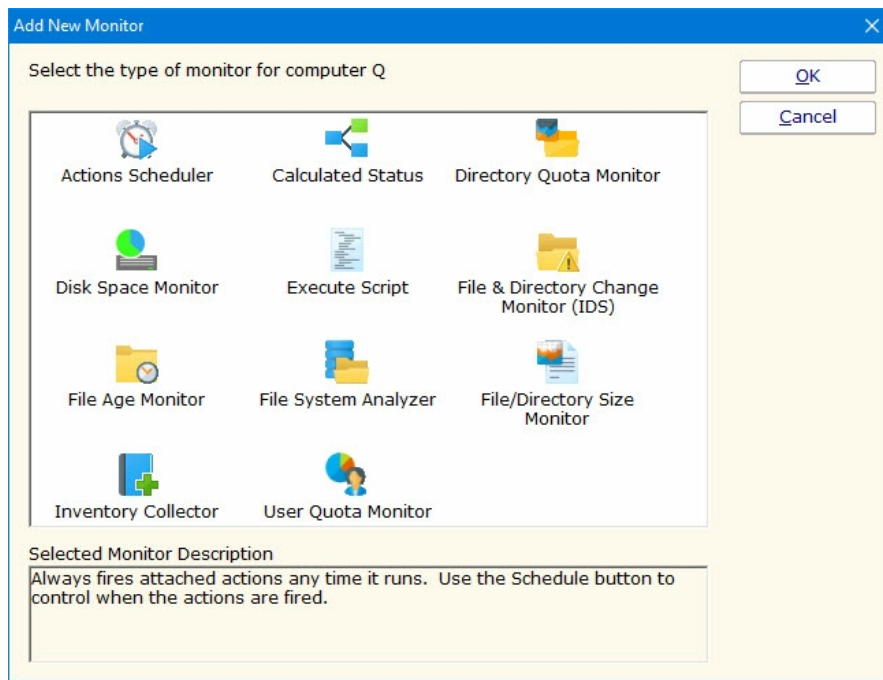 Add New Monitor
Select the type of monitor for computer Q
OK
Cancel
Actions Scheduler
Calculated Status
Directory Quota Monitor
Disk Space Monitor
Execute Script
File & Directory Change
Monitor (IDS)
File Age Monitor
File System Analyzer
File/Directory Size
Monitor
Inventory Collector
User Quota Monitor
Selected Monitor Description
Always fires attached actions any time it runs.  Use the Schedule button to
control when the actions are fired.